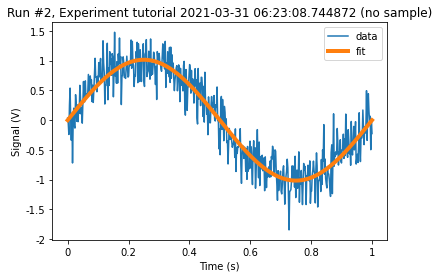 Run #2, Experiment tutorial 2021-03-31 06:23:08.744872 (no sample)
data
fit
1.5
1
0.5
0
-0.5
-1
-1.5
-2
Signal (V)
0
0.2
0.4
0.6
0.8
1
Time (s)